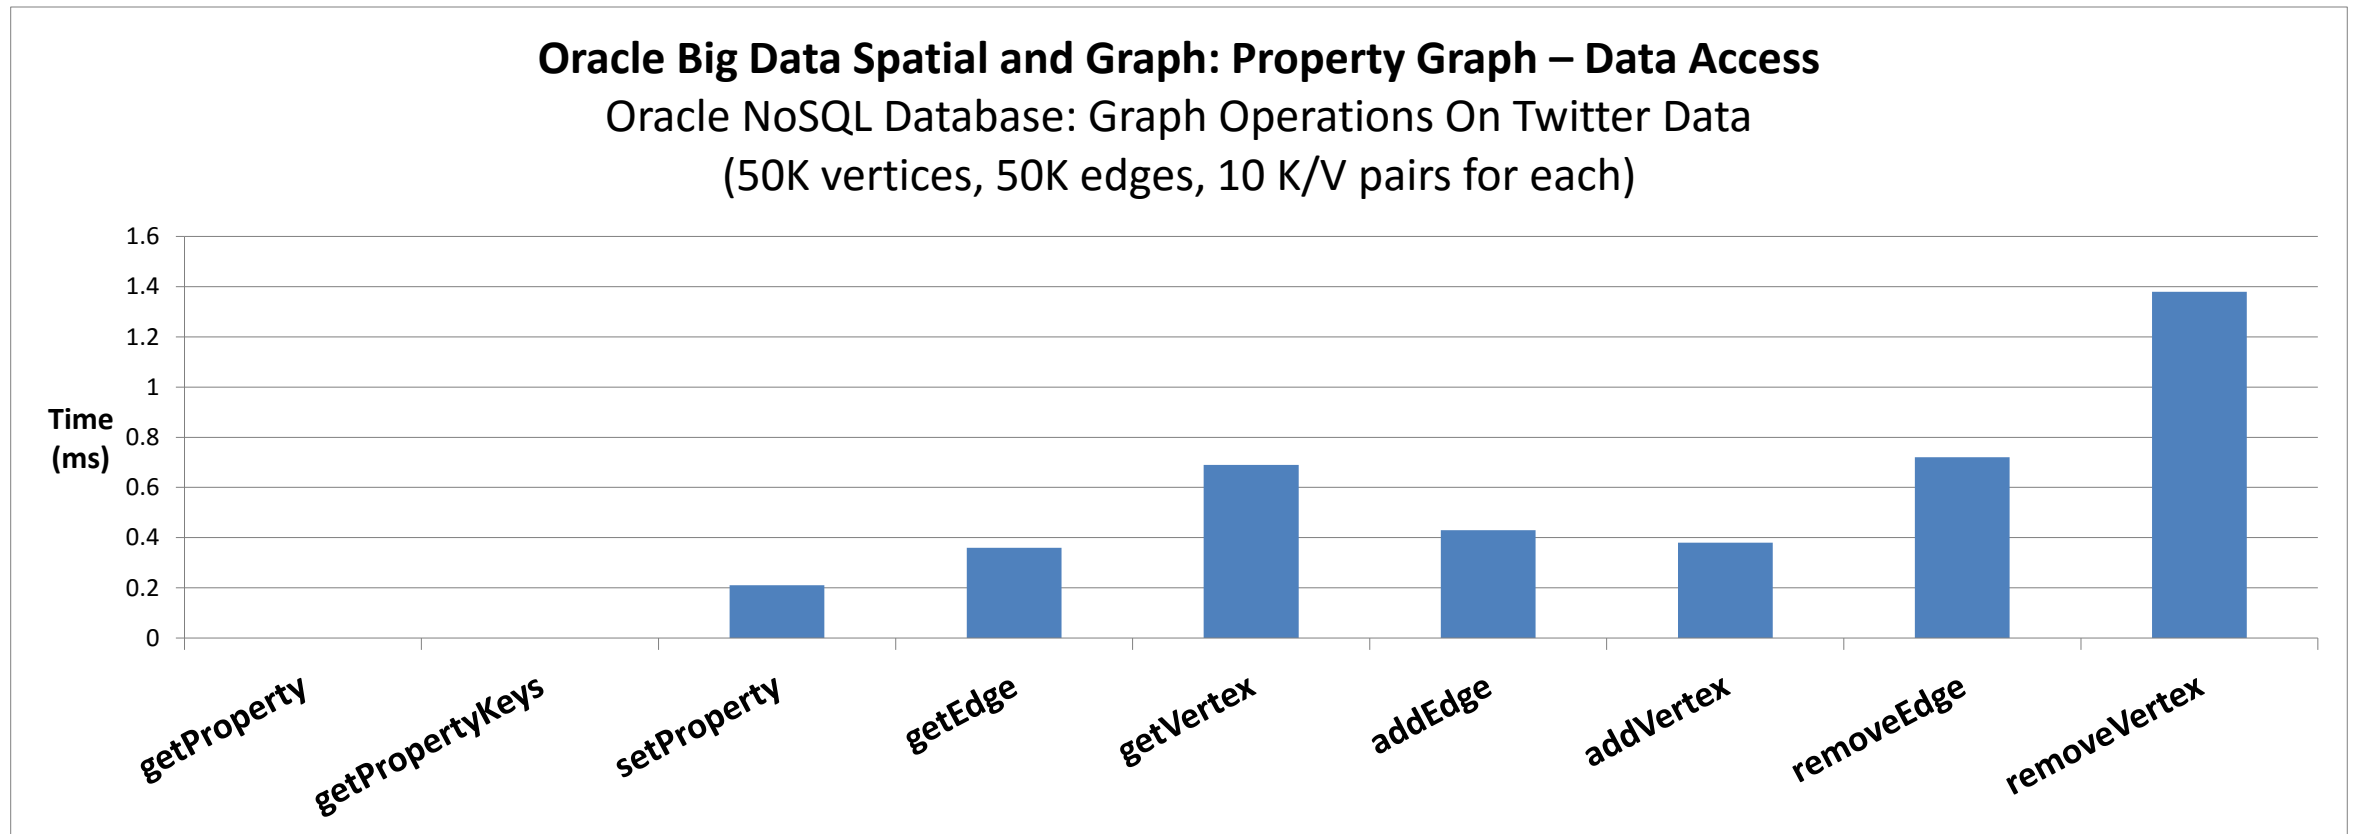 Oracle Big Data Spatial and Graph: Property Graph – Data Access
Oracle NoSQL Database: Graph Operations On Twitter Data
(50K vertices, 50K edges, 10 K/V pairs for each)
1.6
1.4
1.2
1
0.8
0.6
0.4
0.2
0
Time
(ms)
getProperty
getPropertyKeys
setProperty
getEdge
getVertex
addEdge
addVertex
removeEdge
removeVertex